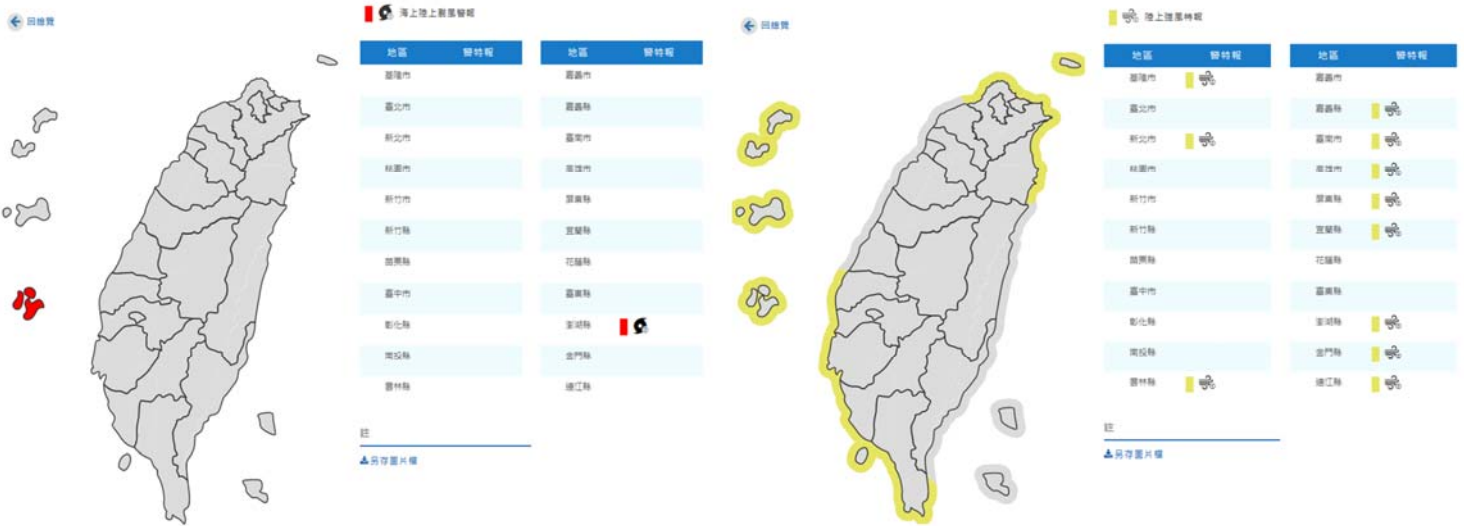 回總覽
海上陸上颱風警報
地區 警特報 地區 警特報
基隆市 嘉義市
臺北市 嘉義縣
新北市 臺南市
桃園市 高雄市
新竹市 屏東縣
新竹縣 宜蘭縣
苗栗縣 花蓮縣
臺中市 臺東縣
彰化縣 澎湖縣
南投縣 金門縣
雲林縣 連江縣
註
另存圖片檔
回總覽
陸上強風特報
地區 警特報 地區 警特報
基隆市 嘉義市
臺北市 嘉義縣
新北市 臺南市
桃園市 高雄市
新竹市 屏東縣
新竹縣 宜蘭縣
苗栗縣 花蓮縣
臺中市 臺東縣
彰化縣 澎湖縣
南投縣 金門縣
雲林縣 連江縣
註
另存圖片檔